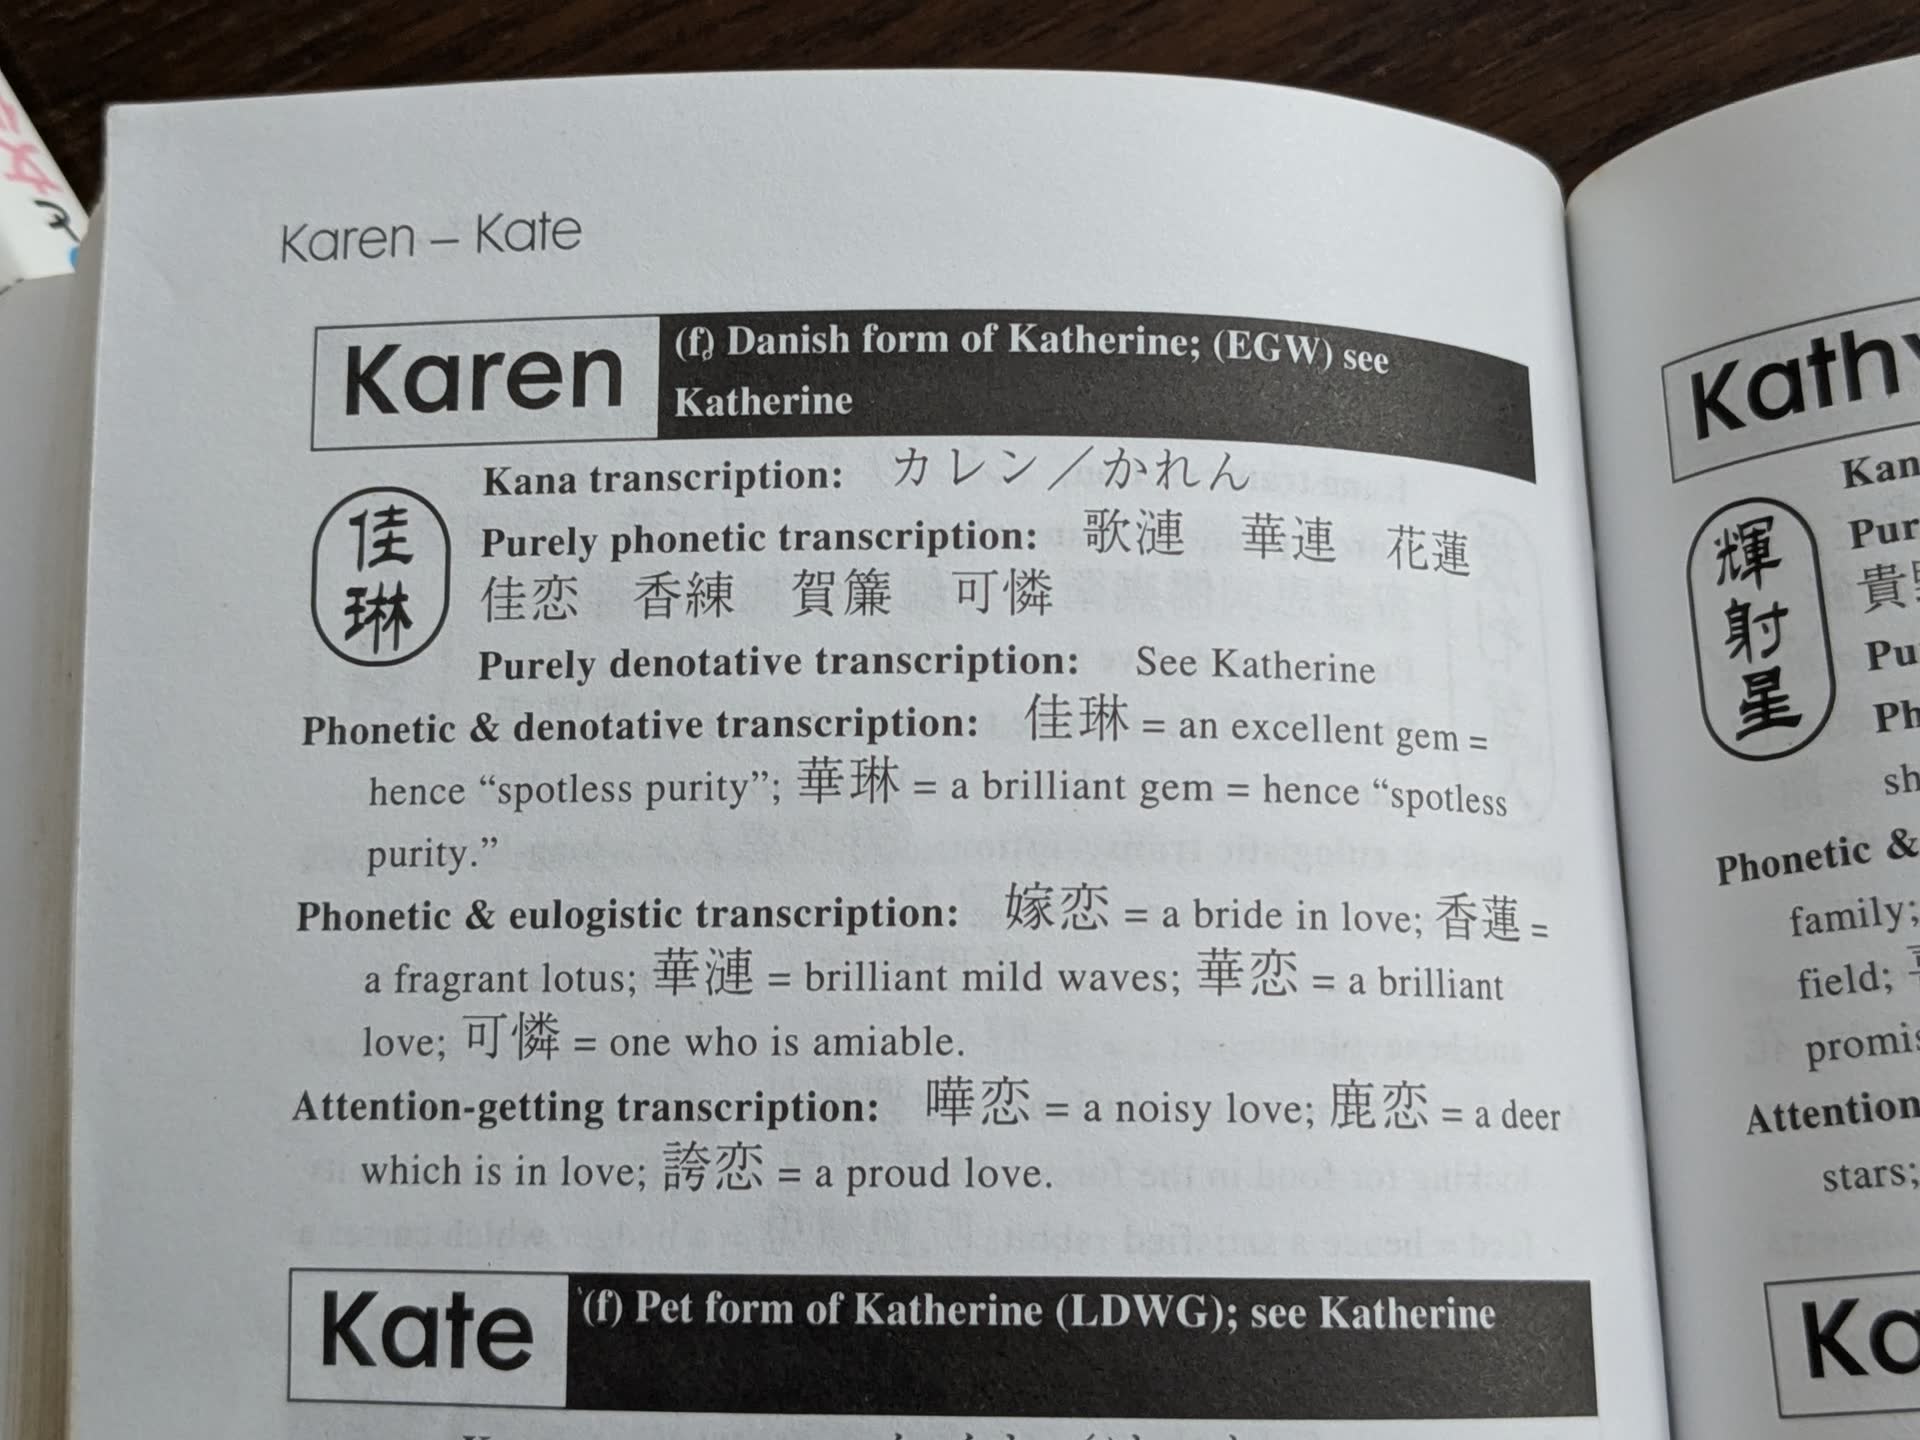 Karen – Kate
Karen
(f) Danish form of Katherine; (EGW) see
Katherine
佳琳
Kana transcription: カレン／かれん
Purely phonetic transcription: 歌漣 華連 花蓮
佳恋 香練 賀簾 可憐
Purely denotative transcription: See Katherine
Phonetic & denotative transcription: 佳琳 = an excellent gem =
hence “spotless purity”; 華琳 = a brilliant gem = hence “spotless
purity.”
Phonetic & eulogistic transcription: 嫁恋 = a bride in love; 香蓮 =
a fragrant lotus; 華漣 = brilliant mild waves; 華恋 = a brilliant
love; 可憐 = one who is amiable.
Attention-getting transcription: 嘩恋 = a noisy love; 鹿恋 = a deer
which is in love; 誇恋 = a proud love.
Kate
(f) Pet form of Katherine (LDWG); see Katherine
Kathy
輝射星
Kan
Pur
貴
Pu
Ph
sh
Phonetic &
family;
field;
promis
Attention
stars;
Ka